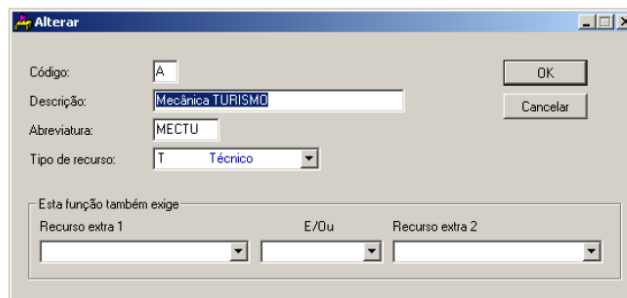 Alterar
Código: A
OK
Descrição: Mecânica TURISMO
Cancelar
Abreviatura: MECTU
Tipo de recurso: T Técnico
Esta função também exige
Recurso extra 1 E/Ou Recurso extra 2